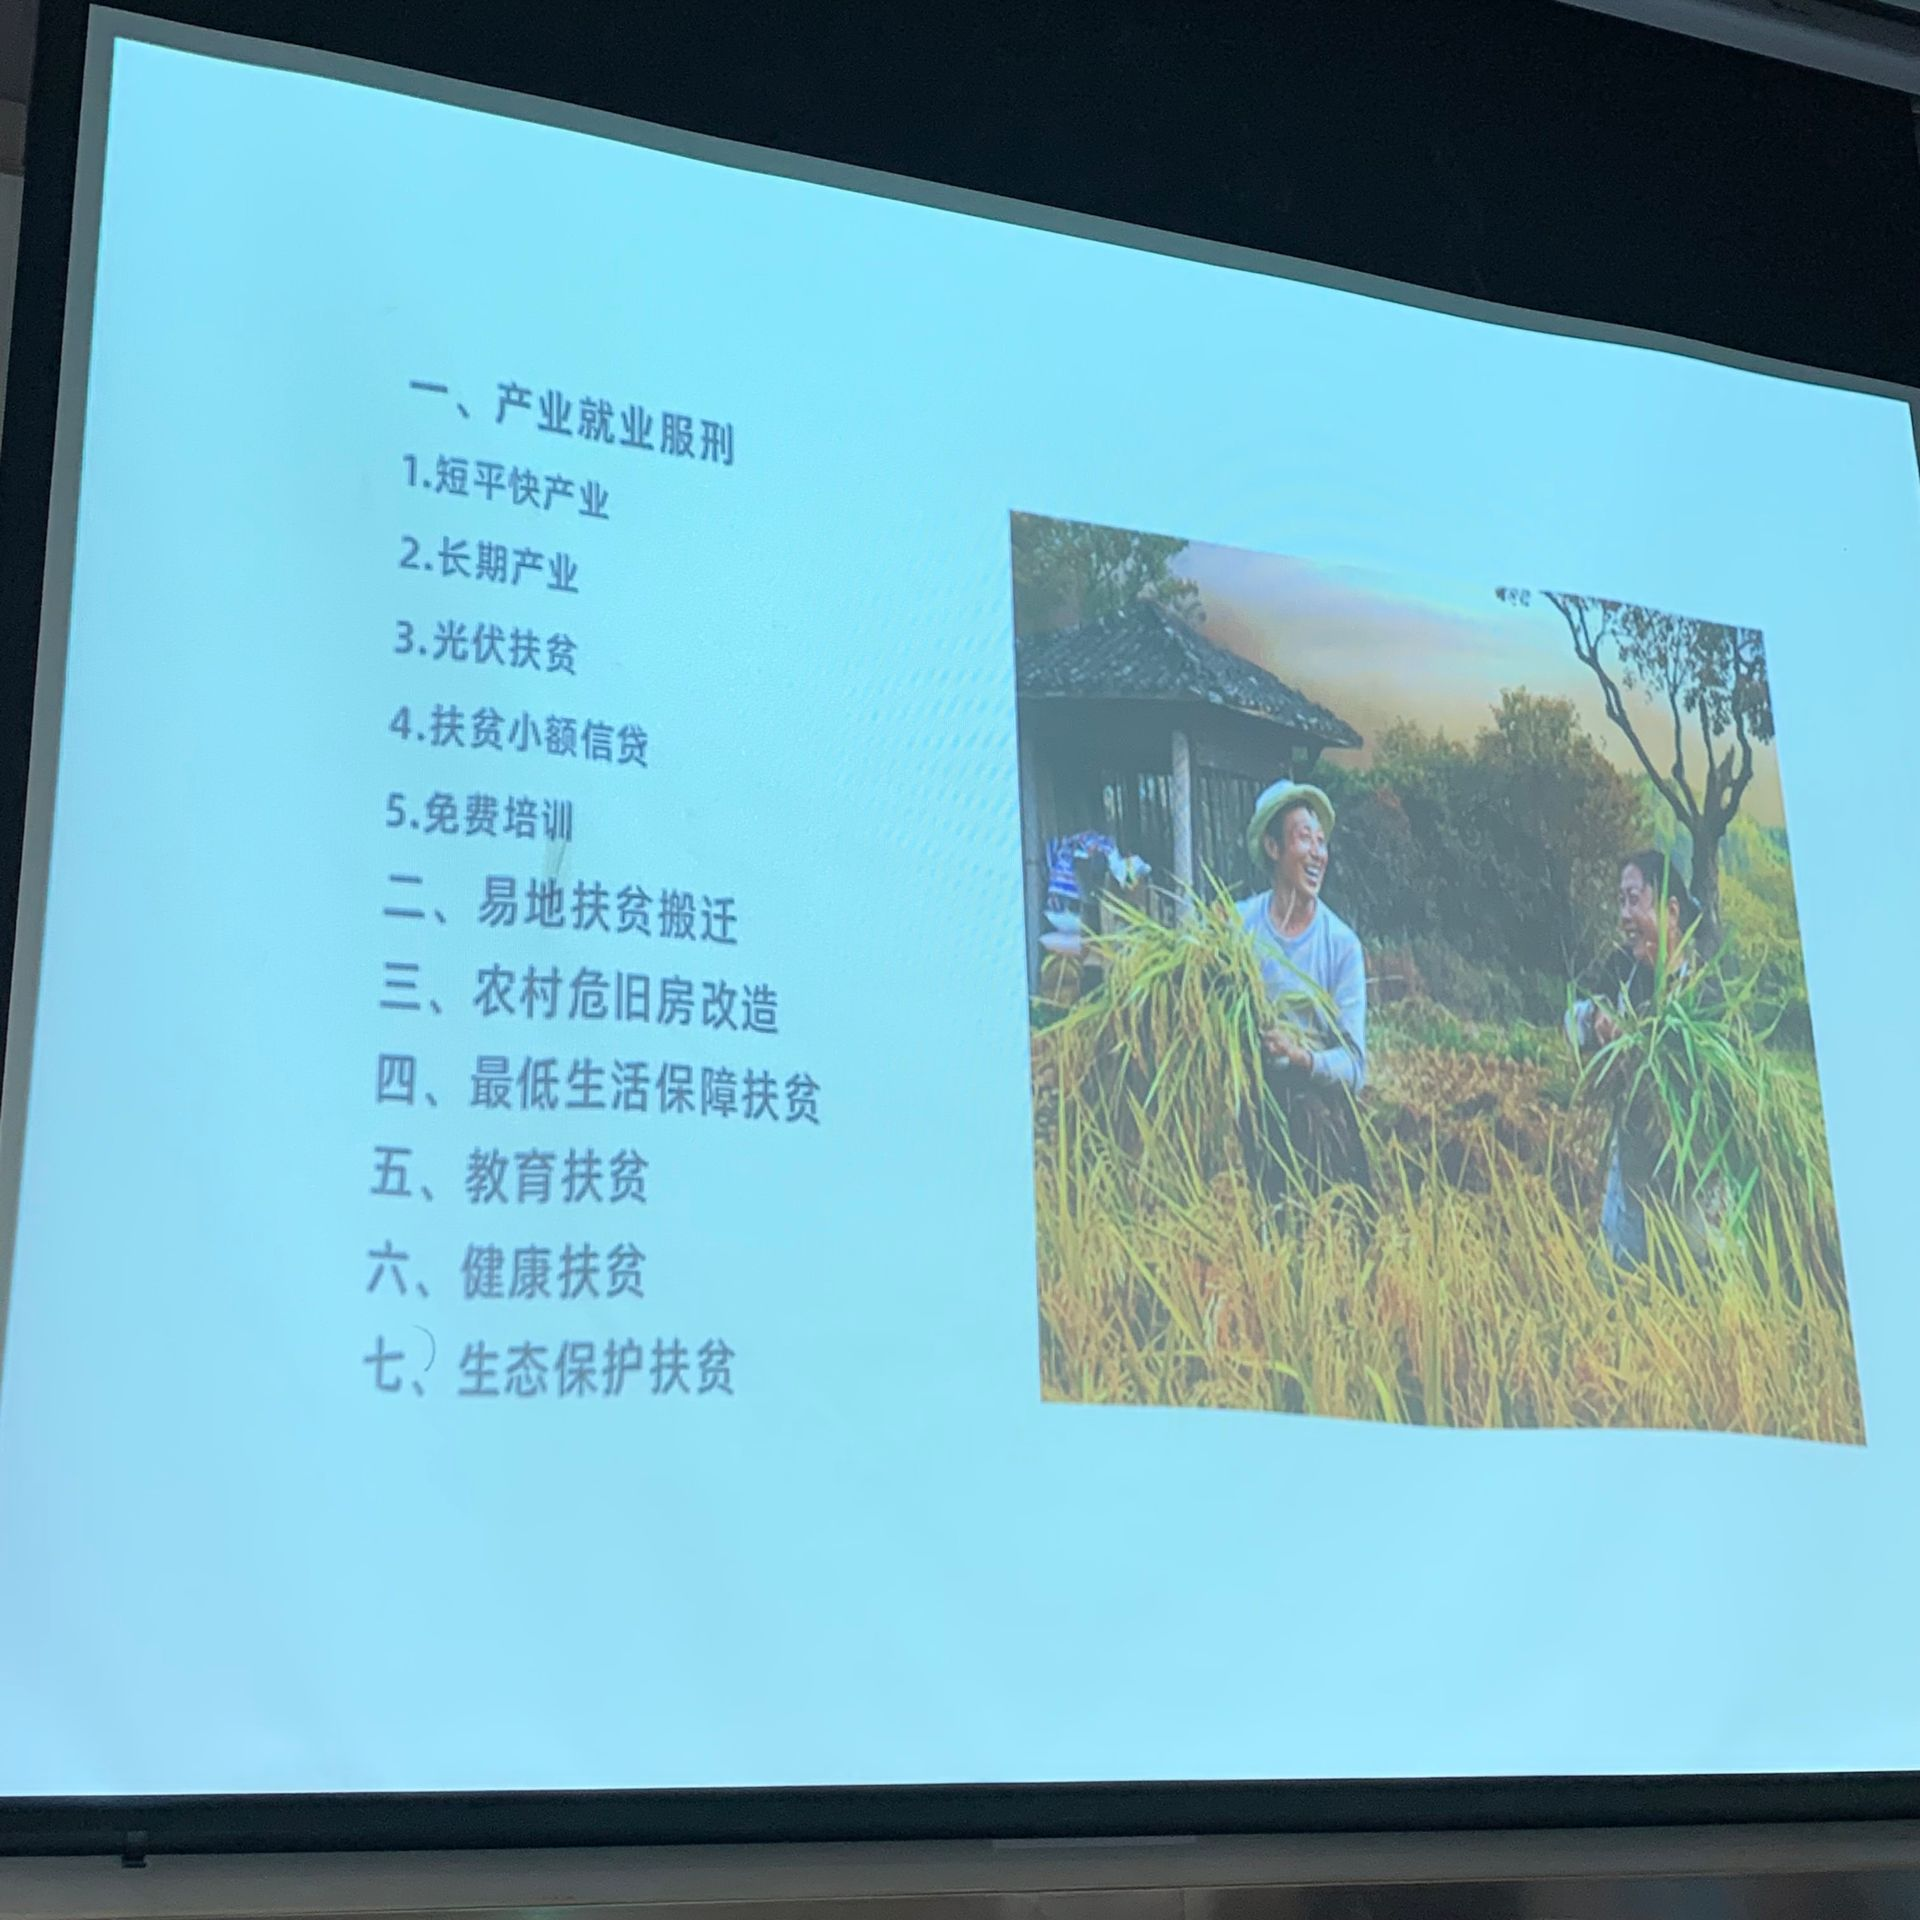 一、产业就业服刑
1.短平快产业
2.长期产业
3.光伏扶贫
4.扶贫小额信贷
5.免费培训
二、易地扶贫搬迁
三、农村危旧房改造
四、最低生活保障扶贫
五、教育扶贫
六、健康扶贫
七、生态保护扶贫